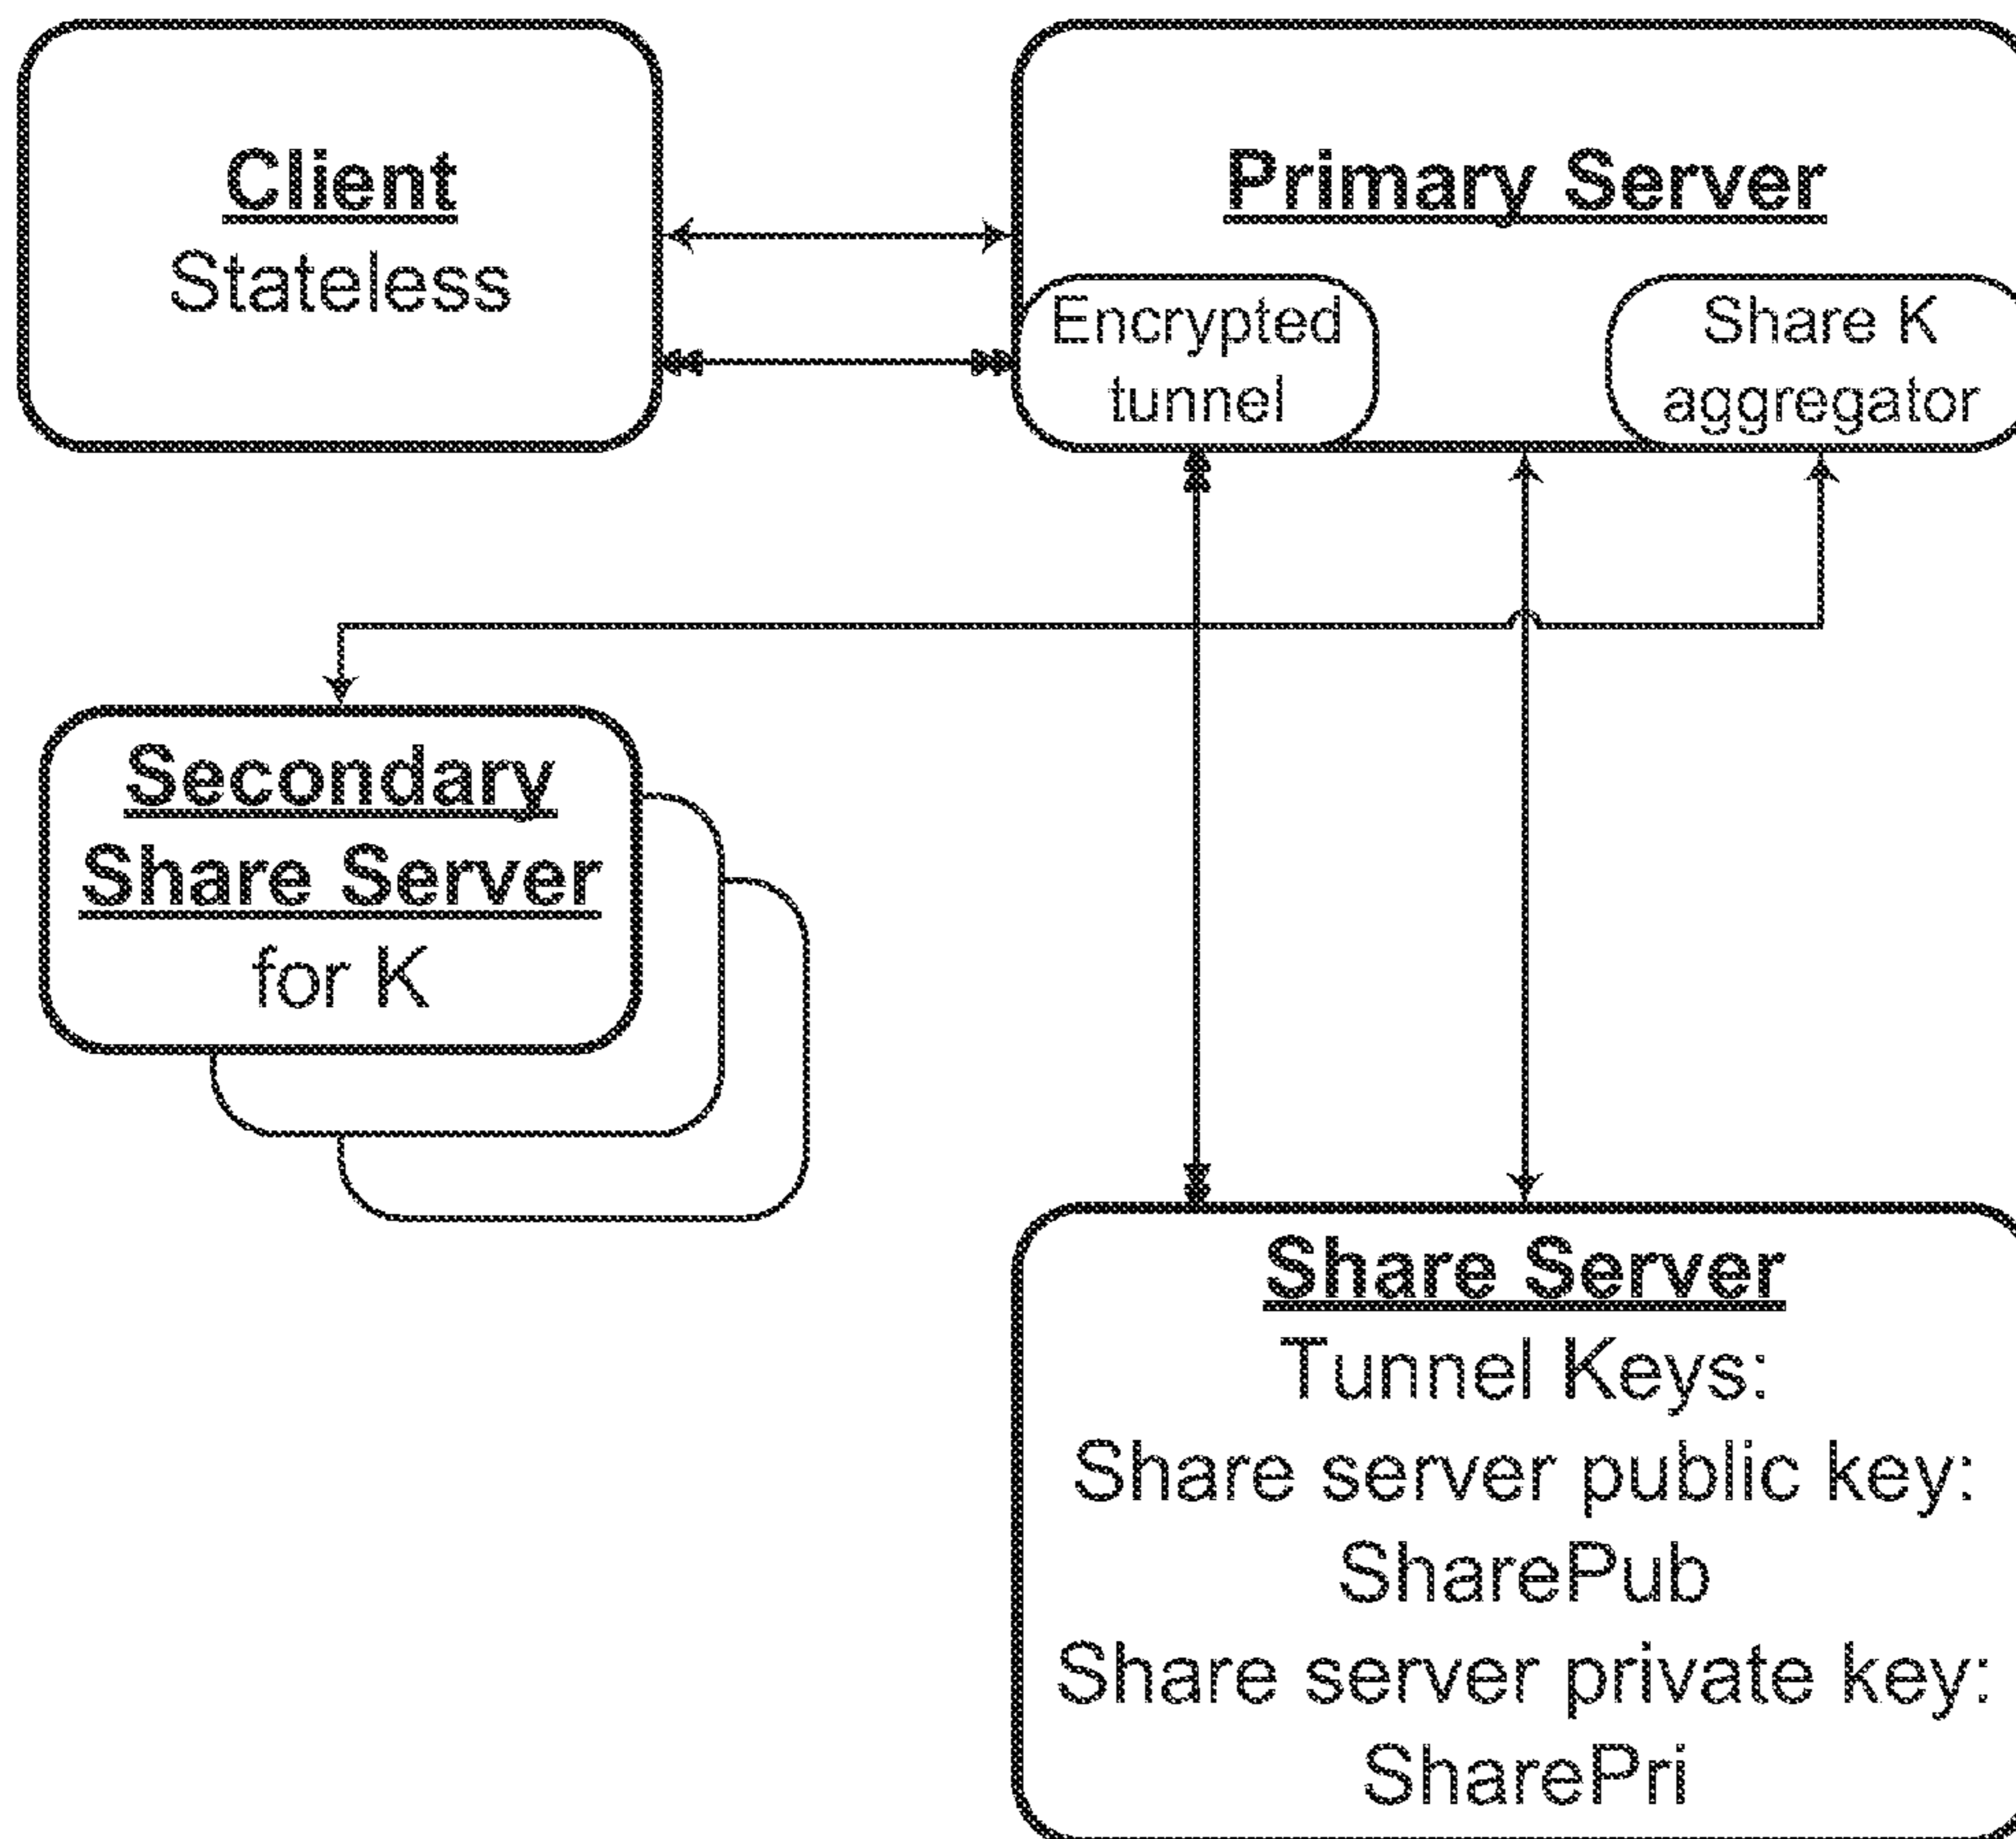 Client
Stateless
Primary Server
Encrypted
tunnel
Share K
aggregator
Secondary
Share Server
for K
Share Server
Tunnel Keys:
Share server public key:
SharePub
Share server private key:
SharePri